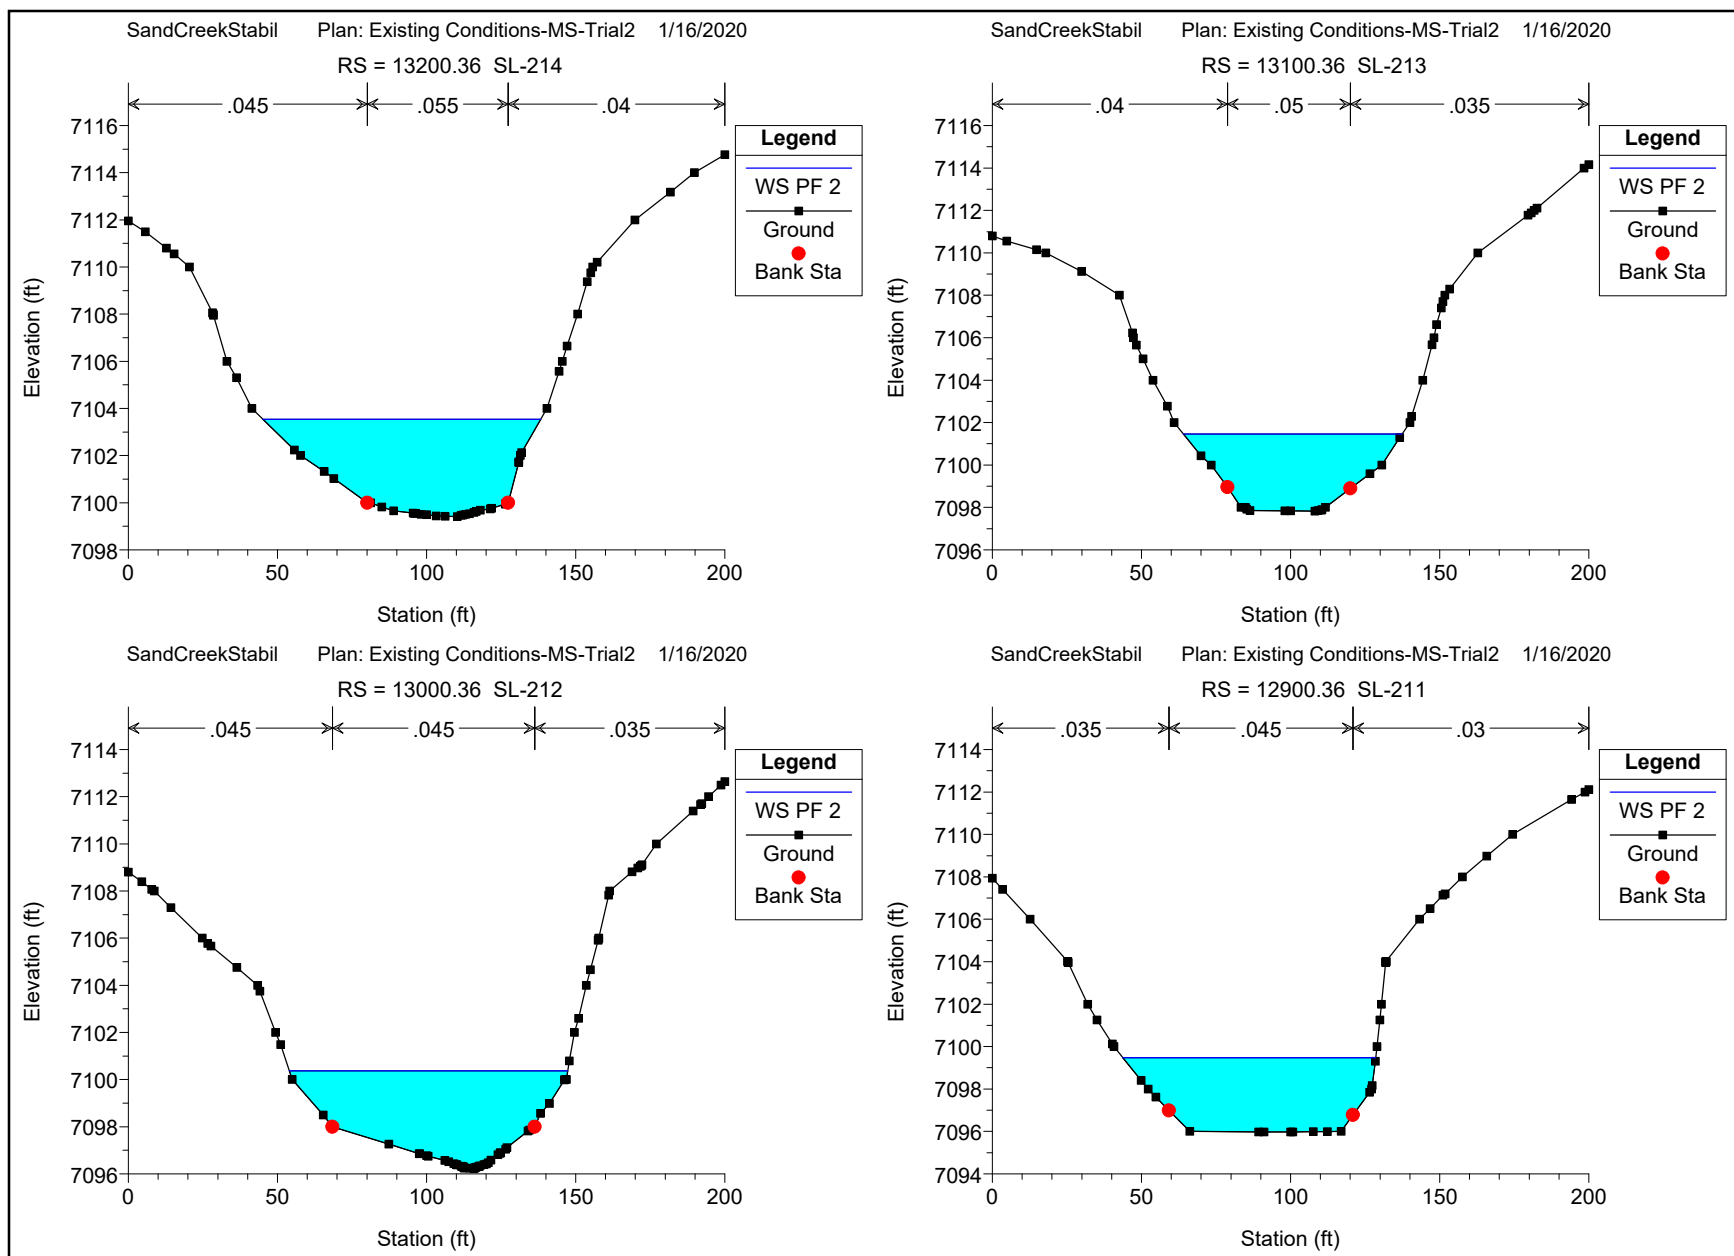 SandCreekStabil Plan: Existing Conditions-MS-Trial2 1/16/2020
RS = 13200.36 SL-214
.045 .055 .04
7116
7114
7112
7110
7108
7106
7104
7102
7100
7098
Elevation (ft)
0 50 100 150 200
Station (ft)
Legend
WS PF 2
Ground
Bank Sta
SandCreekStabil Plan: Existing Conditions-MS-Trial2 1/16/2020
RS = 13100.36 SL-213
.04 .05 .035
7116
7114
7112
7110
7108
7106
7104
7102
7100
7098
7096
Elevation (ft)
0 50 100 150 200
Station (ft)
Legend
WS PF 2
Ground
Bank Sta
SandCreekStabil Plan: Existing Conditions-MS-Trial2 1/16/2020
RS = 13000.36 SL-212
.045 .045 .035
7114
7112
7110
7108
7106
7104
7102
7100
7098
7096
Elevation (ft)
0 50 100 150 200
Station (ft)
Legend
WS PF 2
Ground
Bank Sta
SandCreekStabil Plan: Existing Conditions-MS-Trial2 1/16/2020
RS = 12900.36 SL-211
.035 .045 .03
7114
7112
7110
7108
7106
7104
7102
7100
7098
7096
7094
Elevation (ft)
0 50 100 150 200
Station (ft)
Legend
WS PF 2
Ground
Bank Sta